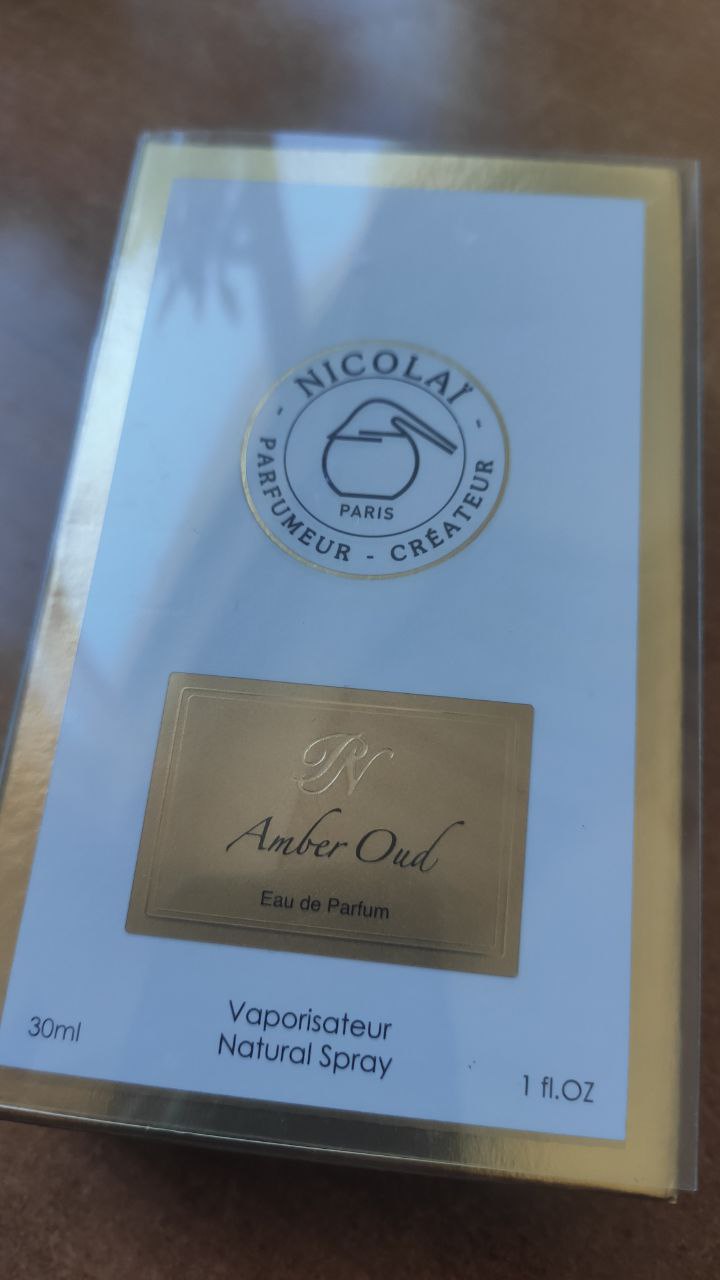 - NICOLAÏ -
PARFUMEUR - CRÉATEUR
PARIS
PN
Amber Oud
Eau de Parfum
Vaporisateur
Natural Spray
30ml
1 fl.OZ